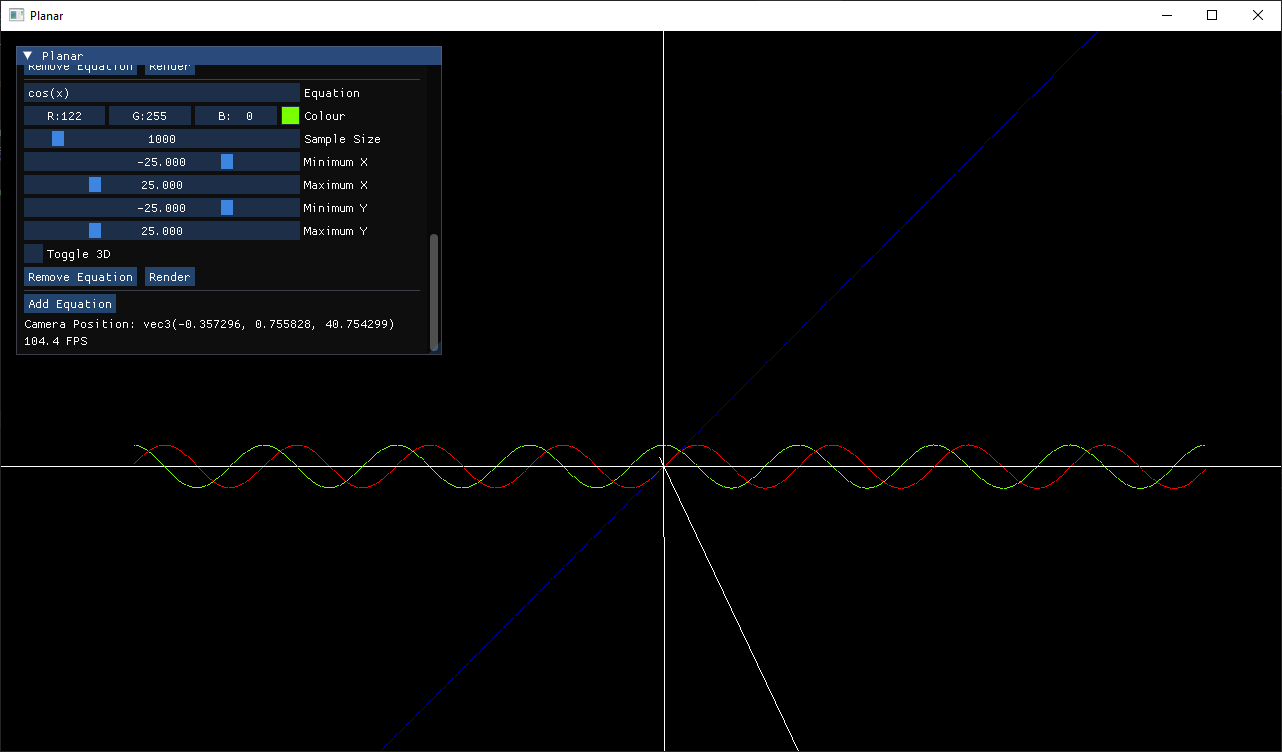 Planar
Planar
Remove Equation Render
cos(x) Equation
R:122 G:255 B: 0 Colour
1000 Sample Size
-25.000 Minimum X
25.000 Maximum X
-25.000 Minimum Y
25.000 Maximum Y
Toggle 3D
Remove Equation Render
Add Equation
Camera Position: vec3(-0.357296, 0.755828, 40.754299)
104.4 FPS